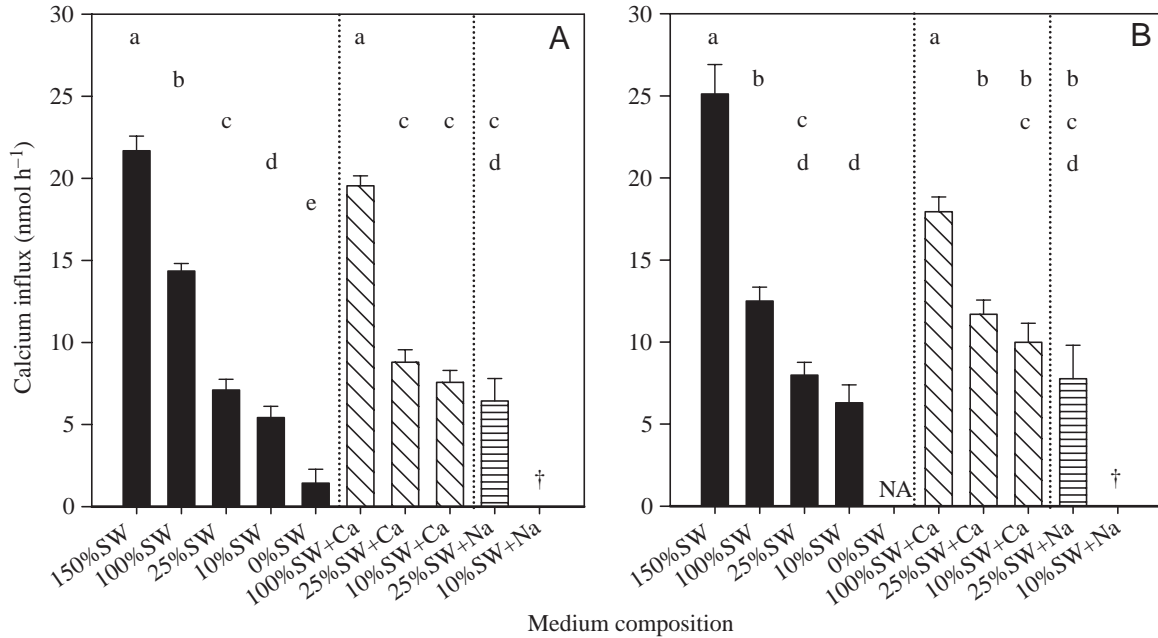 30
25
20
15
10
5
0
Calcium influx (nmol h⁻¹)
A
a
b
c
d
e
a
c
c
c
d
†
150%SW
100%SW
25%SW
10%SW
0%SW
100%SW+Ca
25%SW+Ca
10%SW+Ca
25%SW+Na
10%SW+Na
30
25
20
15
10
5
0
B
a
b
c
d
d
NA
a
b
b
c
b
c
d
†
150%SW
100%SW
25%SW
10%SW
0%SW
100%SW+Ca
25%SW+Ca
10%SW+Ca
25%SW+Na
10%SW+Na
Medium composition